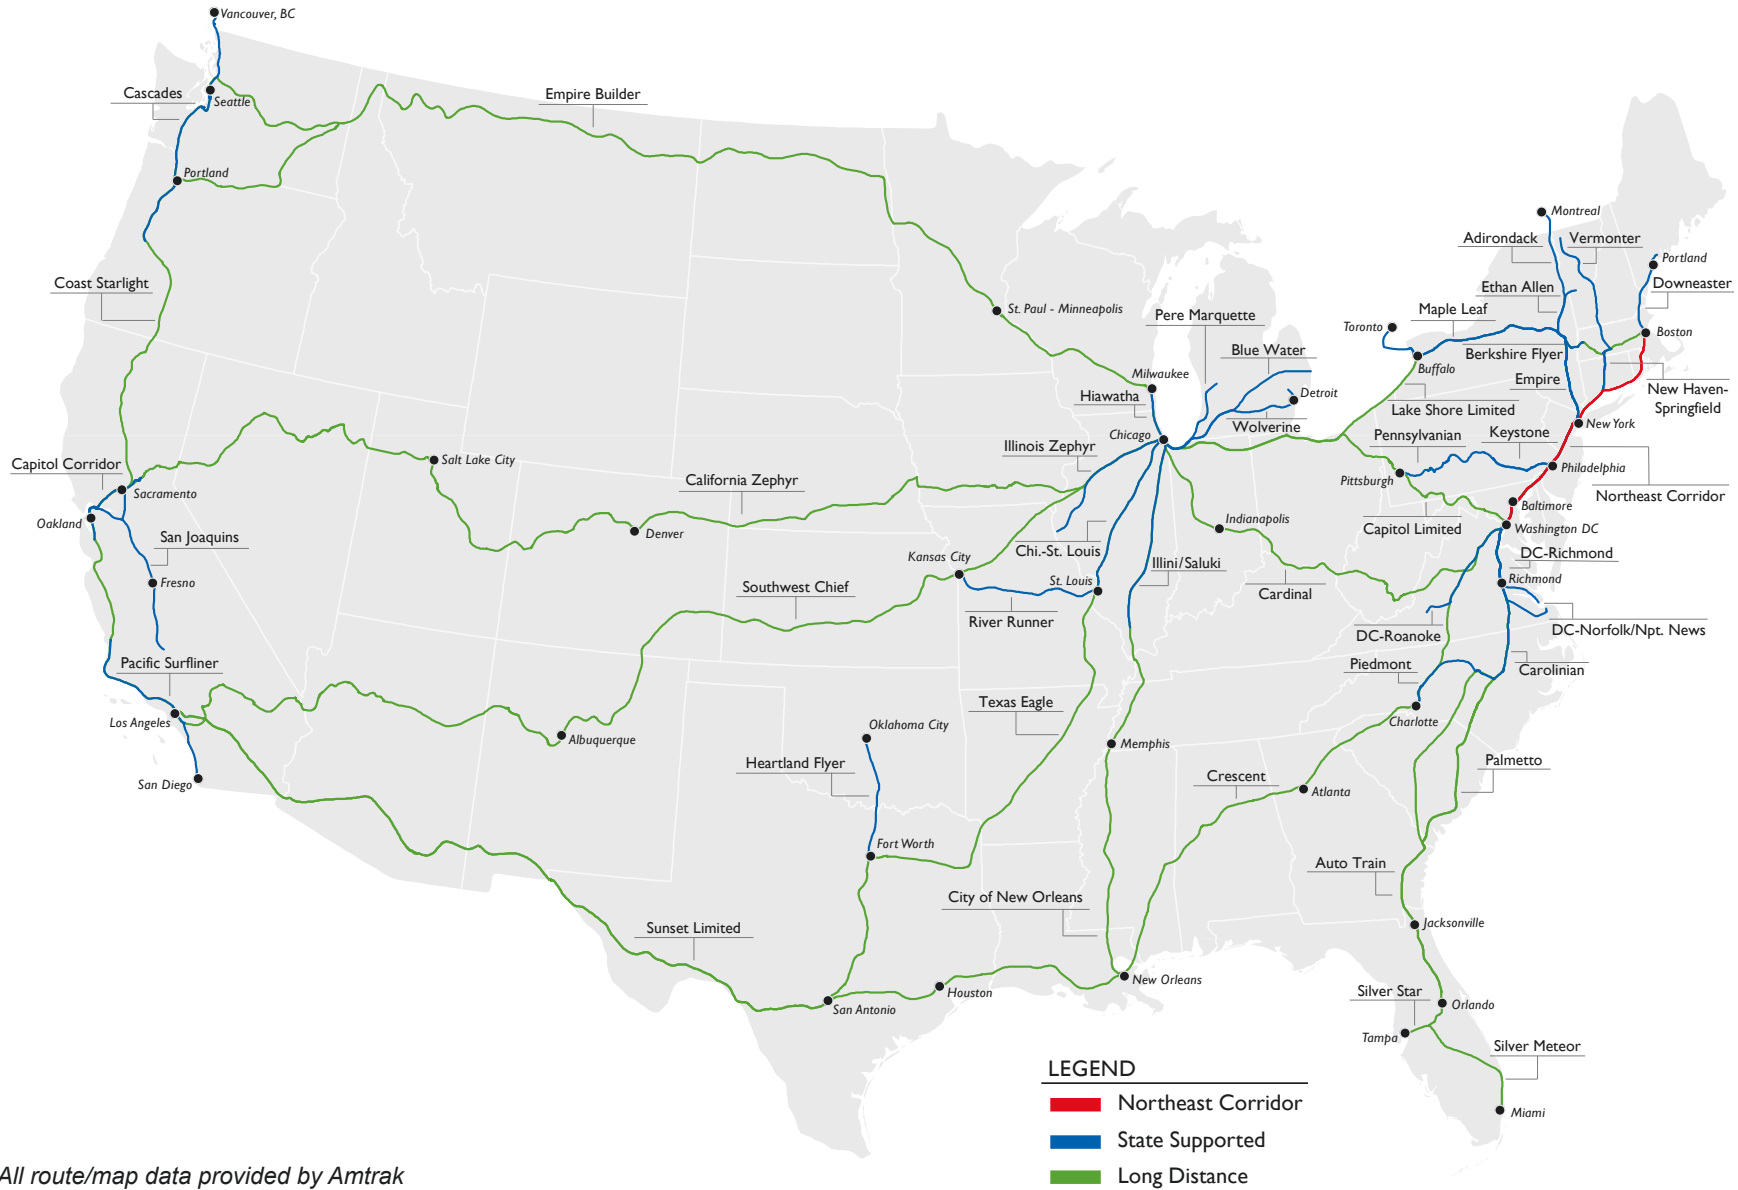 Vancouver, BC
Cascades
Seattle
Empire Builder
Portland
Montreal
Adirondack
Vermonter
Portland
Coast Starlight
Ethan Allen
Downeaster
St. Paul - Minneapolis
Pere Marquette
Maple Leaf
Toronto
Boston
Blue Water
Berkshire Flyer
Buffalo
Milwaukee
Empire
New Haven-
Springfield
Hiawatha
Detroit
Lake Shore Limited
Wolverine
New York
Chicago
Pennsylvanian
Keystone
Illinois Zephyr
Capitol Corridor
Salt Lake City
Philadelphia
Pittsburgh
California Zephyr
Sacramento
Northeast Corridor
Baltimore
Oakland
Indianapolis
Capitol Limited
Washington DC
Denver
San Joaquins
Chi.-St. Louis
DC-Richmond
Kansas City
Illini/Saluki
Fresno
St. Louis
Richmond
Southwest Chief
Cardinal
River Runner
DC-Roanoke
DC-Norfolk/Npt. News
Pacific Surfliner
Piedmont
Carolinian
Texas Eagle
Los Angeles
Oklahoma City
Charlotte
Albuquerque
Memphis
Heartland Flyer
Palmetto
San Diego
Crescent
Atlanta
Fort Worth
Auto Train
City of New Orleans
Jacksonville
Sunset Limited
New Orleans
Houston
Silver Star
San Antonio
Orlando
Tampa
Silver Meteor
LEGEND
Northeast Corridor
Miami
State Supported
Long Distance
All route/map data provided by Amtrak